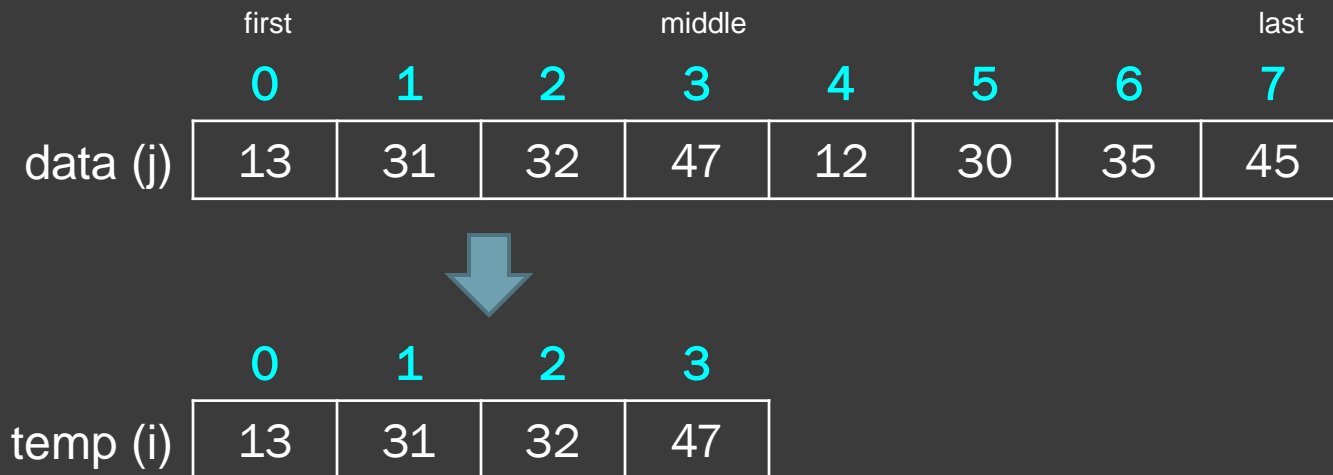 first middle last
0 1 2 3 4 5 6 7
data (j) 13 31 32 47 12 30 35 45
0 1 2 3
temp (i) 13 31 32 47